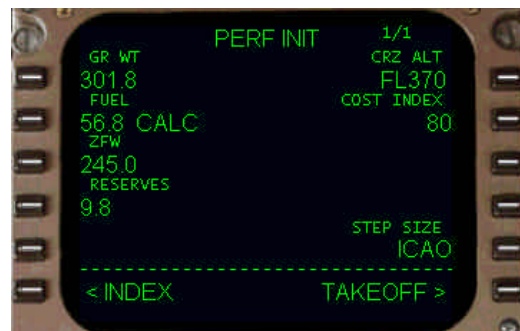 PERF INIT 1/1
GR WT CRZ ALT
301.8 FL370
FUEL COST INDEX
56.8 CALC 80
ZFW
245.0
RESERVES
9.8
STEP SIZE
ICAO
< INDEX TAKEOFF >